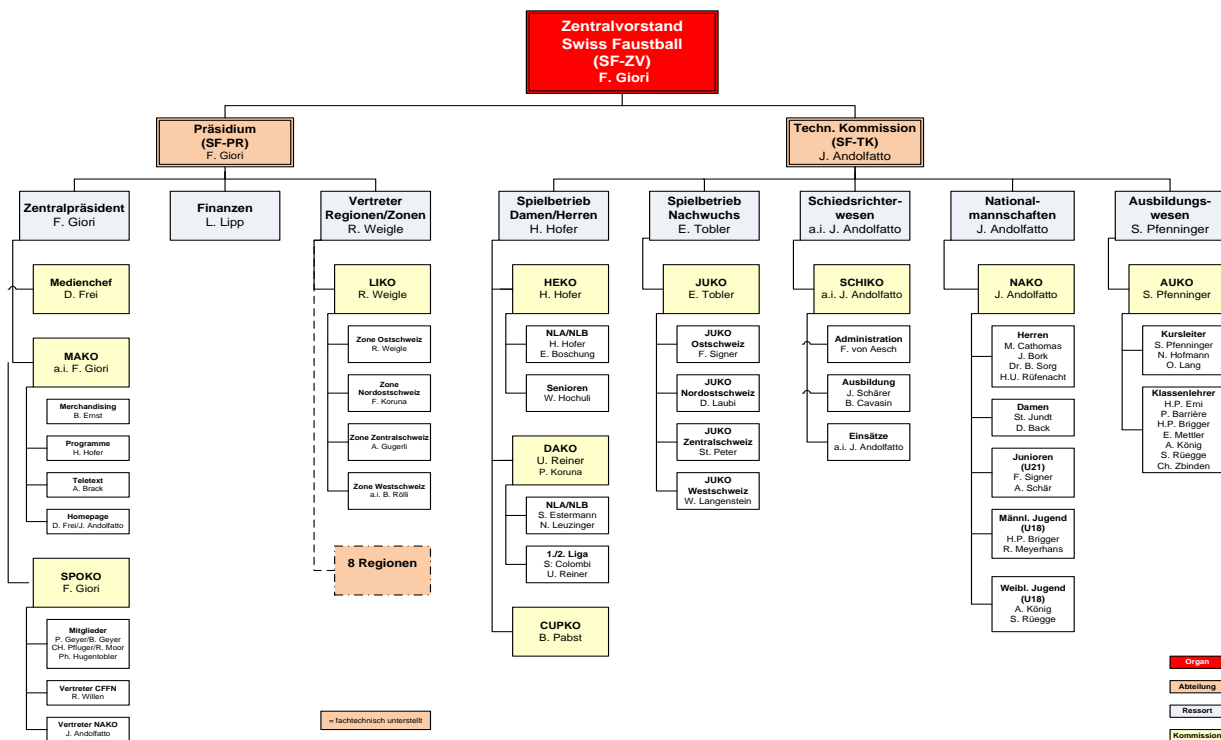 Zentralvorstand
Swiss Faustball
(SF-ZV)
F. Giori
Präsidium
(SF-PR)
F. Giori
Techn. Kommission
(SF-TK)
J. Andolfatto
Zentralpräsident
F. Giori
Finanzen
L. Lipp
Vertreter
Regionen/Zonen
R. Weigle
Spielbetrieb
Damen/Herren
H. Hofer
Spielbetrieb
Nachwuchs
E. Tobler
Schiedsrichter-
wesen
a.i. J. Andolfatto
National-
mannschaften
J. Andolfatto
Ausbildungs-
wesen
S. Pfenninger
Medienchef
D. Frei
MAKO
a.i. F. Giori
Merchandising
B. Ernst
Programme
H. Hofer
Teletext
A. Brack
Homepage
D. Frei/J. Andolfatto
SPOKO
F. Giori
Mitglieder
P. Geyer/B. Geyer
CH. Pfluger/R. Moor
Ph. Hugentobler
Vertreter CFFN
R. Willen
Vertreter NAKO
J. Andolfatto
LIKO
R. Weigle
Zone Ostschweiz
R. Weigle
Zone
Nordostschweiz
F. Koruna
Zone Zentralschweiz
A. Gugerli
Zone Westschweiz
a.i. B. Rölli
8 Regionen
= fachtechnisch unterstellt
HEKO
H. Hofer
NLA/NLB
H. Hofer
E. Boschung
Senioren
W. Hochuli
DAKO
U. Reiner
P. Koruna
NLA/NLB
S. Estermann
N. Leuzinger
1./2. Liga
S: Colombi
U. Reiner
CUPKO
B. Pabst
JUKO
E. Tobler
JUKO
Ostschweiz
F. Signer
JUKO
Nordostschweiz
D. Laubi
JUKO
Zentralschweiz
St. Peter
JUKO
Westschweiz
W. Langenstein
SCHIKO
a.i. J. Andolfatto
Administration
F. von Aesch
Ausbildung
J. Schärer
B. Cavasin
Einsätze
a.i. J. Andolfatto
NAKO
J. Andolfatto
Herren
M. Cathomas
J. Bork
Dr. B. Sorg
H.U. Rüfenacht
Damen
St. Jundt
D. Back
Junioren
(U21)
F. Signer
A. Schär
Männl. Jugend
(U18)
H.P. Brigger
R. Meyerhans
Weibl. Jugend
(U18)
A. König
S. Rüegge
AUKO
S. Pfenninger
Kursleiter
S. Pfenninger
N. Hofmann
O. Lang
Klassenlehrer
H.P. Erni
P. Barrière
H.P. Brigger
E. Mettler
A. König
S. Rüegge
Ch. Zbinden
Organ
Abteilung
Ressort
Kommission